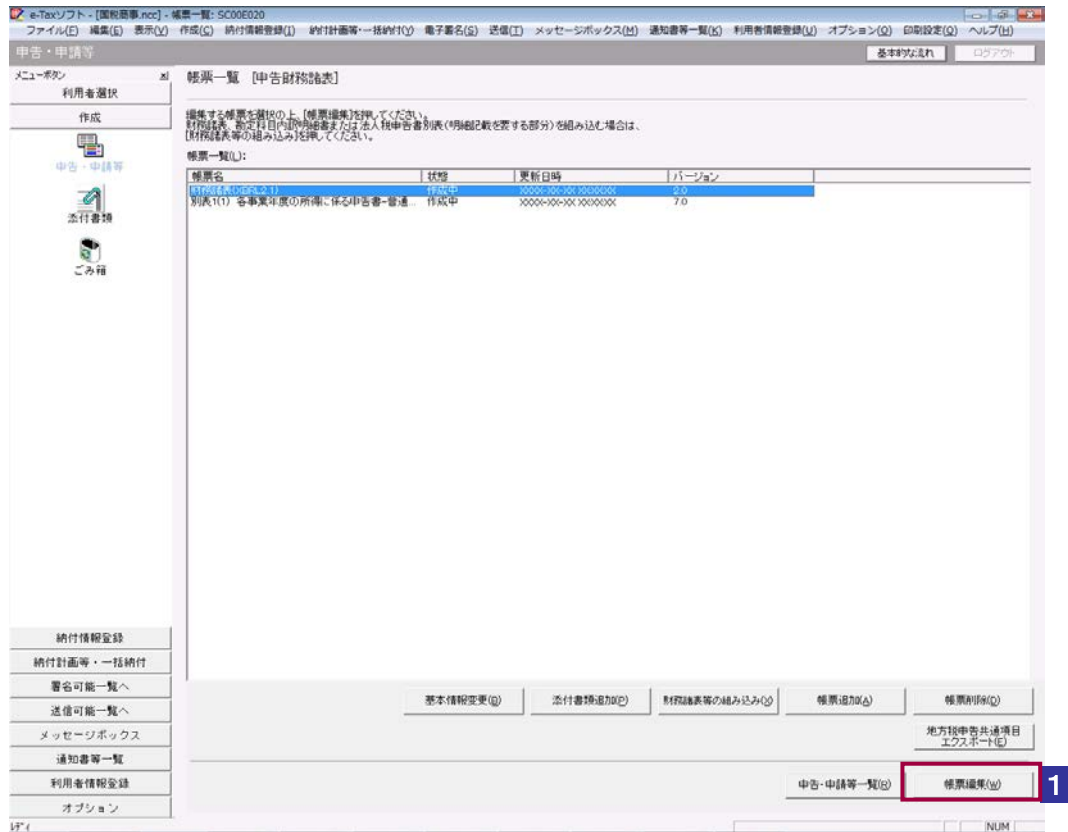 e-Taxソフト - [国税商事.ncc] - 帳票一覧: SC00E020
ファイル(F) 編集(E) 表示(V) 作成(C) 納付情報登録(I) 納付計画等・一括納付(Y) 電子署名(S) 送信(T) メッセージボックス(M) 通知書等一覧(K) 利用者情報登録(U) オプション(O) 印刷設定(Q) ヘルプ(H)
申告・申請等
基本的な流れ
ログアウト
メニューボタン
x
利用者選択
作成
申告・申請等
添付書類
ごみ箱
帳票一覧 [申告財務諸表]
編集する帳票を選択の上、[帳票編集]を押してください。
財務諸表、勘定科目内訳明細書または法人税申告書別表(明細記載を要する部分)を組み込む場合は、
[財務諸表等の組み込み]を押してください。
帳票一覧(L):
帳票名 状態 更新日時 バージョン
財務諸表(XBRL2.1) 作成中 XXXX-XX-XX XXXXXX 2.0
別表1(1) 各事業年度の所得に係る申告書-普通... 作成中 XXXX-XX-XX XXXXXX 7.0
納付情報登録
納付計画等・一括納付
署名可能一覧へ
送信可能一覧へ
メッセージボックス
通知書等一覧
利用者情報登録
オプション
基本情報変更(B) 添付書類追加(P) 財務諸表等の組み込み(X) 帳票追加(A) 帳票削除(D)
地方税申告共通項目
エクスポート(E)
申告・申請等一覧(R) 帳票編集(W)
1
レディ
NUM